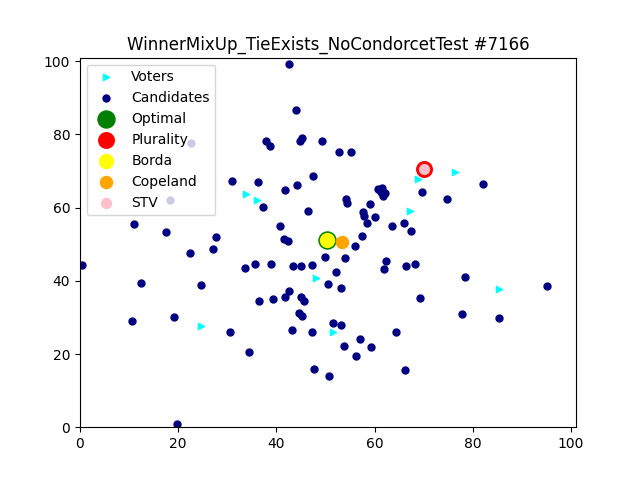 WinnerMixUp_TieExists_NoCondorcetTest #7166
Voters
Candidates
Optimal
Plurality
Borda
Copeland
STV
100
80
60
40
20
0
0 20 40 60 80 100